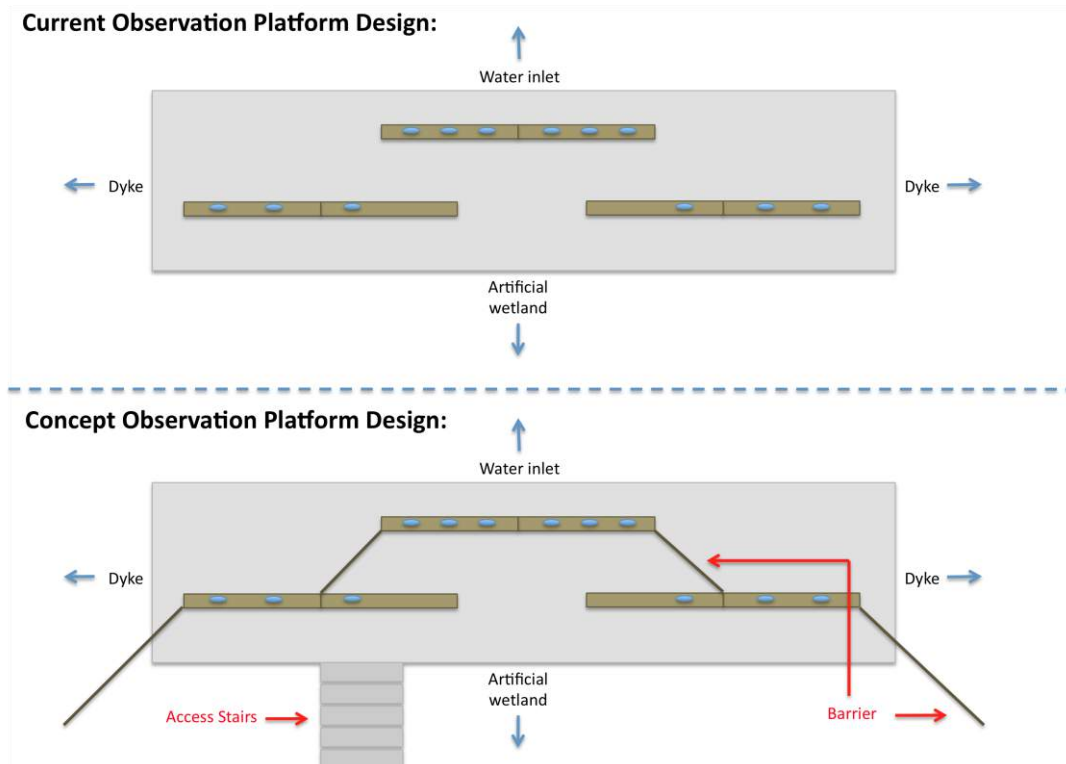 Current Observation Platform Design:
Water inlet
Dyke
Dyke
Artificial
wetland
Concept Observation Platform Design:
Water inlet
Dyke
Dyke
Artificial
wetland
Access Stairs
Barrier